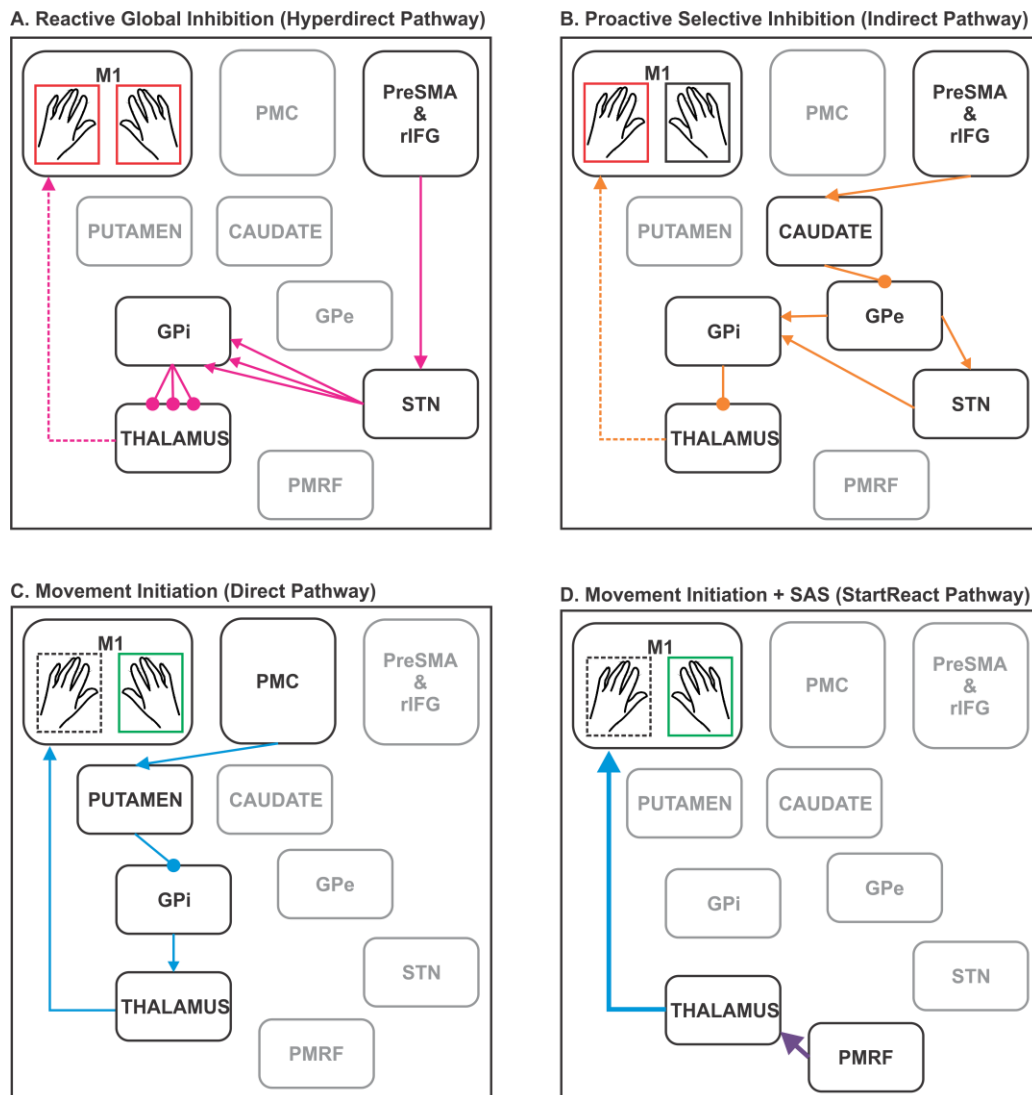 A. Reactive Global Inhibition (Hyperdirect Pathway)
M1
PMC
PreSMA
&
rIFG
PUTAMEN
CAUDATE
GPi
GPe
STN
THALAMUS
PMRF
B. Proactive Selective Inhibition (Indirect Pathway)
M1
PMC
PreSMA
&
rIFG
PUTAMEN
CAUDATE
GPi
GPe
STN
THALAMUS
PMRF
C. Movement Initiation (Direct Pathway)
M1
PMC
PreSMA
&
rIFG
PUTAMEN
CAUDATE
GPi
GPe
STN
THALAMUS
PMRF
D. Movement Initiation + SAS (StartReact Pathway)
M1
PMC
PreSMA
&
rIFG
PUTAMEN
CAUDATE
GPi
GPe
STN
THALAMUS
PMRF